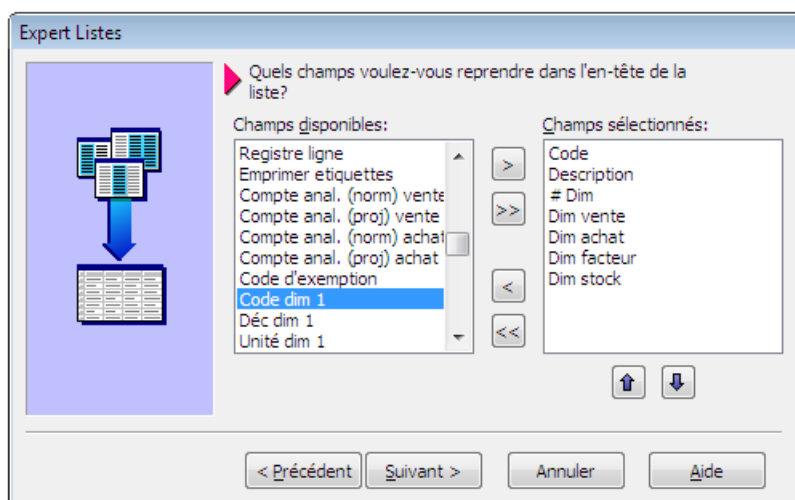 Expert Listes
Quels champs voulez-vous reprendre dans l'en-tête de la
liste?
Champs disponibles:
Registre ligne
Emprimer etiquettes
Compte anal. (norm) vente
Compte anal. (proj) vente
Compte anal. (norm) achat
Compte anal. (proj) achat
Code d'exemption
Code dim 1
Déc dim 1
Unité dim 1
>
>>
<
<<
Champs sélectionnés:
Code
Description
# Dim
Dim vente
Dim achat
Dim facteur
Dim stock
< Précédent
Suivant >
Annuler
Aide